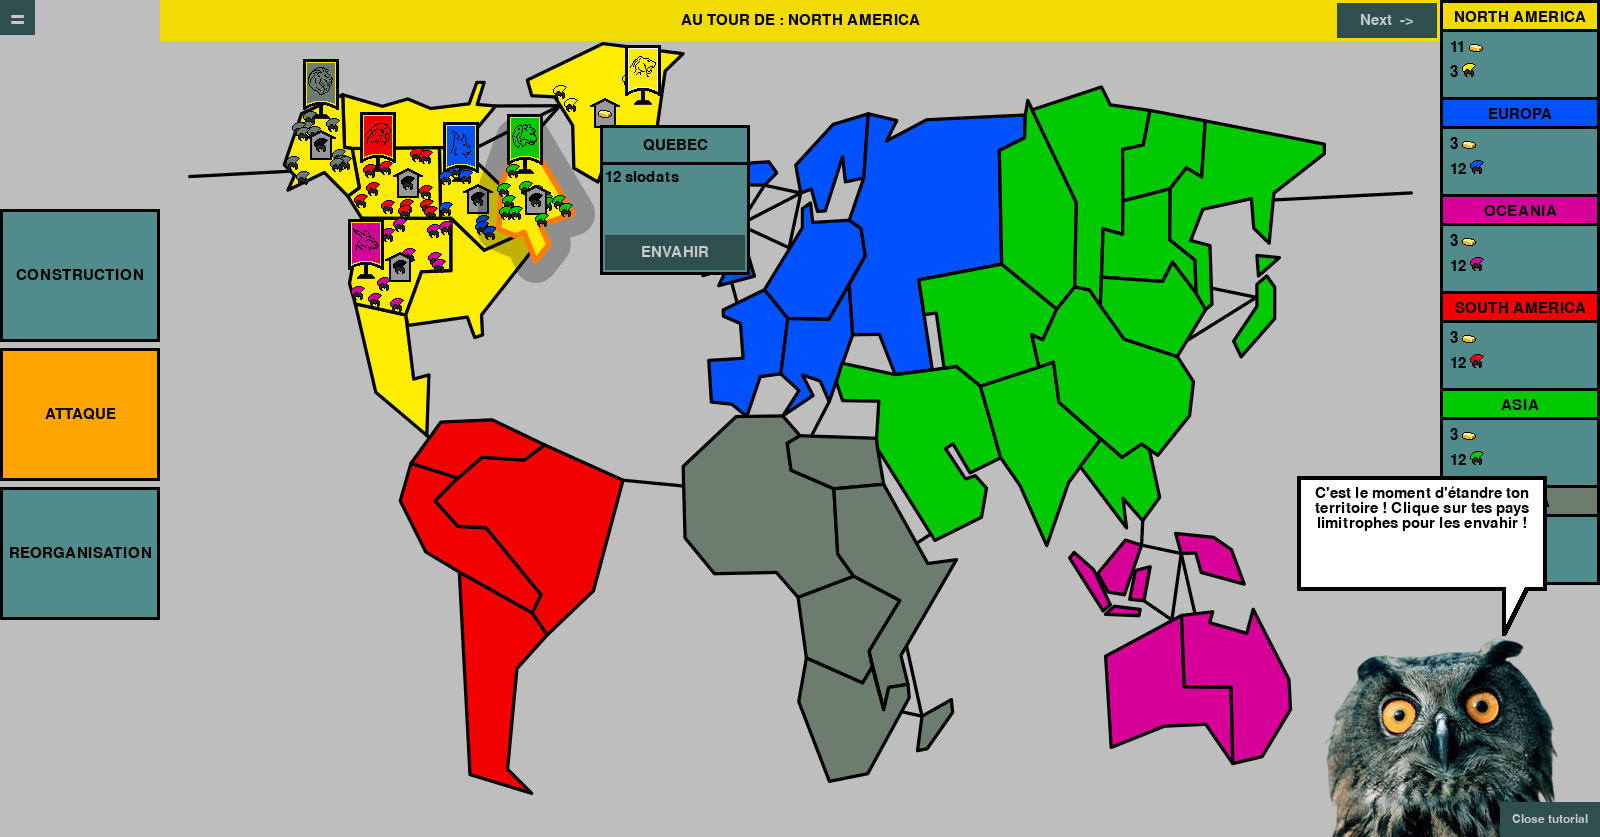 =
AU TOUR DE : NORTH AMERICA
Next ->
NORTH AMERICA
11
3
EUROPA
3
12
OCEANIA
3
12
SOUTH AMERICA
3
12
ASIA
3
12
QUEBEC
12 slodats
ENVAHIR
CONSTRUCTION
ATTAQUE
REORGANISATION
C'est le moment d'étandre ton
territoire ! Clique sur tes pays
limitrophes pour les envahir !
Close tutorial